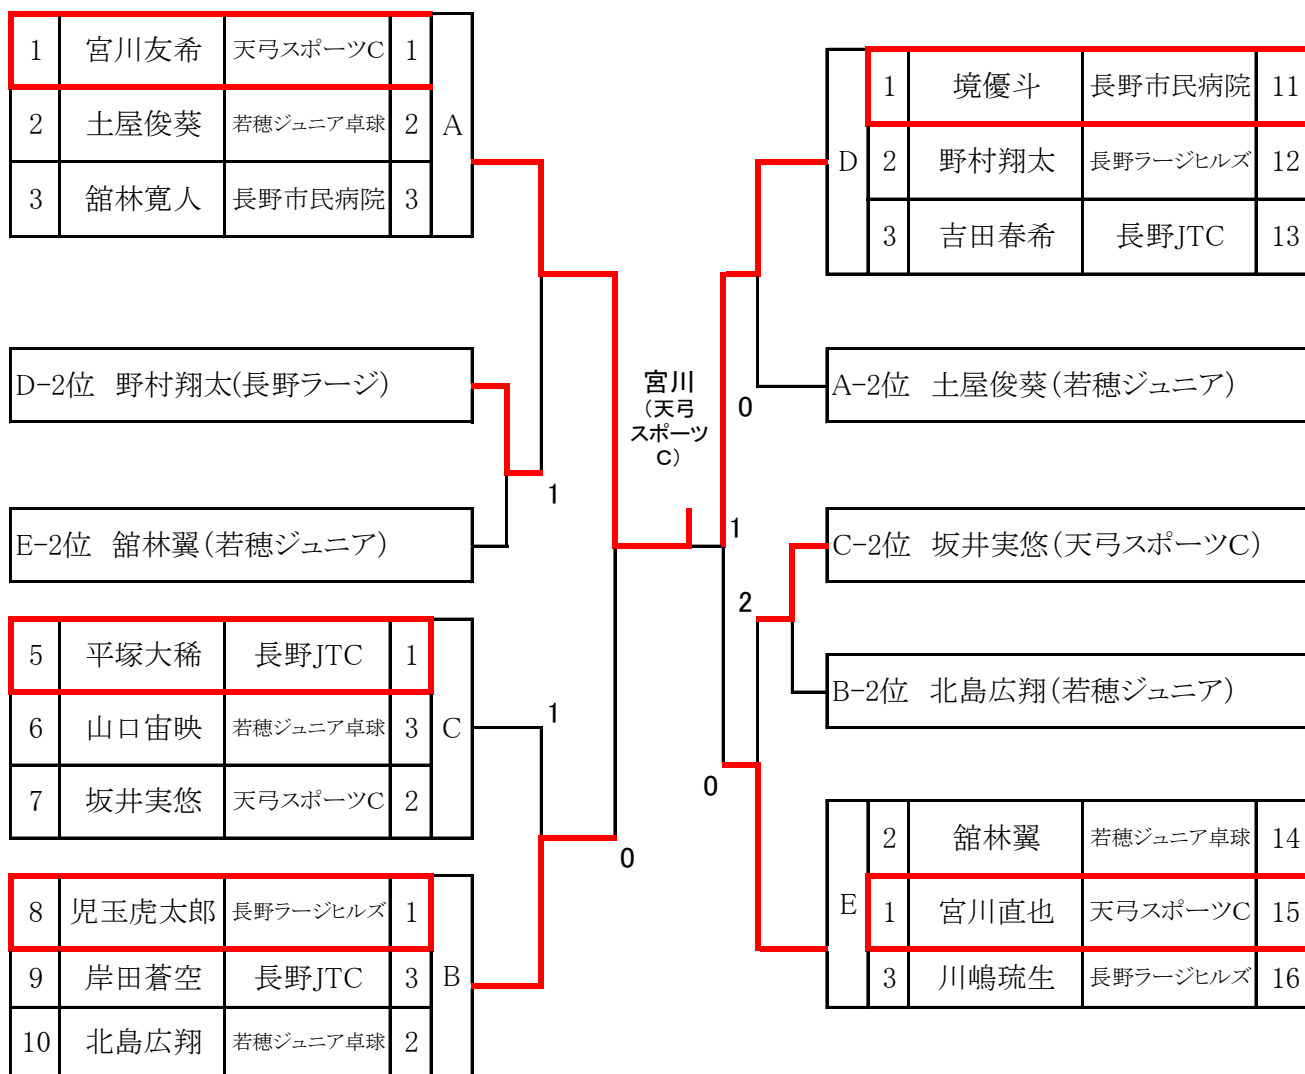 1 宮川友希 天弓スポーツC 1
2 土屋俊葵 若穂ジュニア卓球 2
A
3 舘林寛人 長野市民病院 3
D-2位 野村翔太(長野ラージ)
1
E-2位 舘林翼(若穂ジュニア)
5 平塚大稀 長野JTC 1
6 山口宙映 若穂ジュニア卓球 3
C
7 坂井実悠 天弓スポーツC 2
1
0
8 児玉虎太郎 長野ラージヒルズ 1
9 岸田蒼空 長野JTC 3
B
10 北島広翔 若穂ジュニア卓球 2
宮川
(天弓
スポーツ
C)
1 境優斗 長野市民病院 11
D
2 野村翔太 長野ラージヒルズ 12
3 吉田春希 長野JTC 13
A-2位 土屋俊葵(若穂ジュニア)
0
1
C-2位 坂井実悠(天弓スポーツC)
2
B-2位 北島広翔(若穂ジュニア)
0
2 舘林翼 若穂ジュニア卓球 14
E
1 宮川直也 天弓スポーツC 15
3 川嶋琉生 長野ラージヒルズ 16